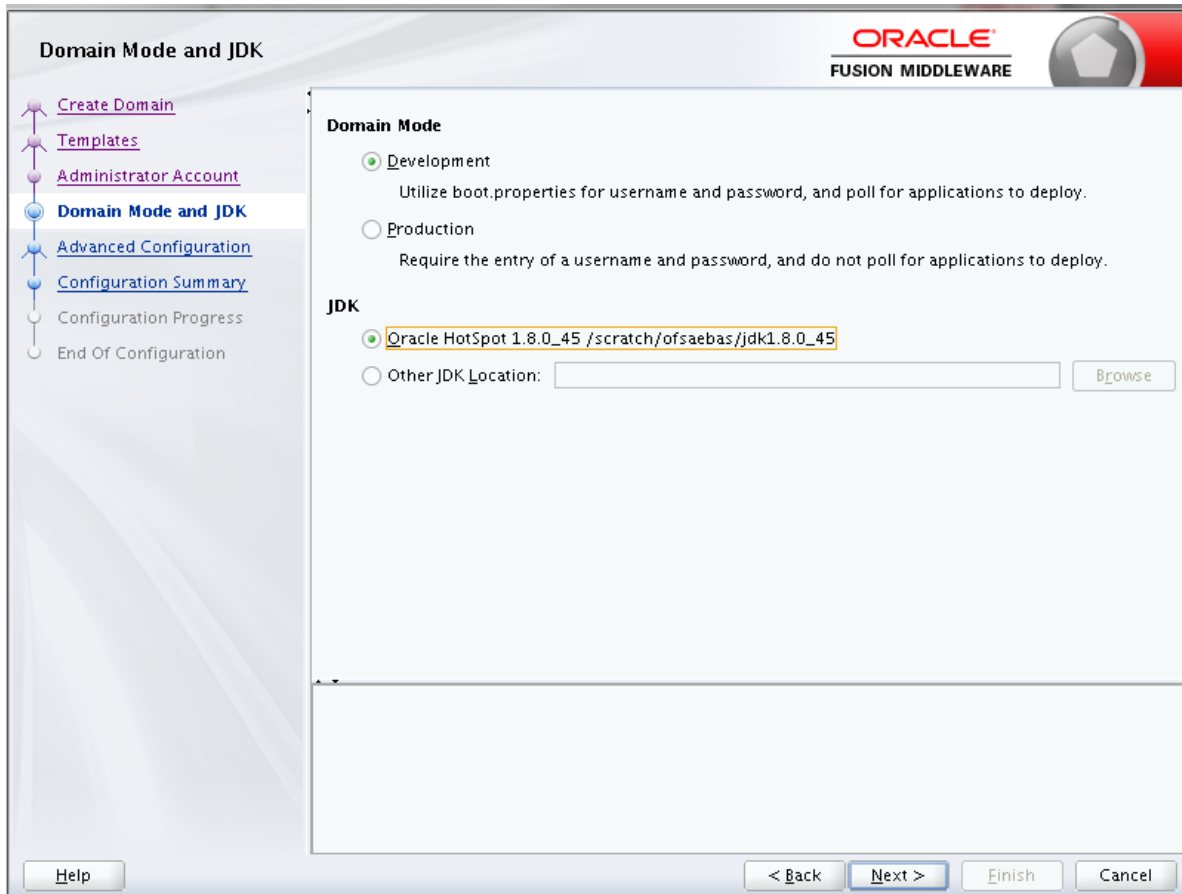 Domain Mode and JDK
ORACLE
FUSION MIDDLEWARE
Create Domain
Templates
Administrator Account
Domain Mode and JDK
Advanced Configuration
Configuration Summary
Configuration Progress
End Of Configuration
Domain Mode
Development
Utilize boot.properties for username and password, and poll for applications to deploy.
Production
Require the entry of a username and password, and do not poll for applications to deploy.
JDK
Oracle HotSpot 1.8.0_45 /scratch/ofsaebas/jdk1.8.0_45
Other JDK Location:
Browse
Help
< Back
Next >
Finish
Cancel